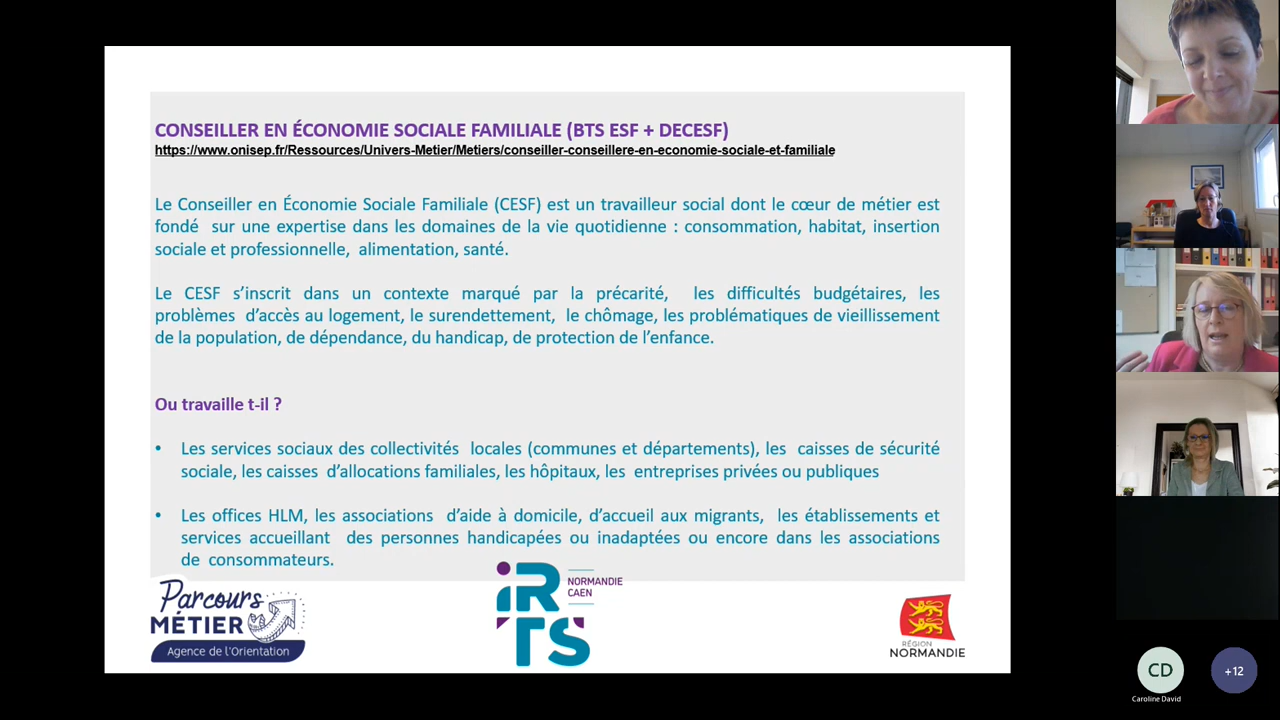 CONSEILLER EN ÉCONOMIE SOCIALE FAMILIALE (BTS ESF + DECESF)
https://www.onisep.fr/Ressources/Univers-Metier/Metiers/conseiller-conseillere-en-economie-sociale-et-familiale
Le Conseiller en Économie Sociale Familiale (CESF) est un travailleur social dont le cœur de métier est
fondé sur une expertise dans les domaines de la vie quotidienne : consommation, habitat, insertion
sociale et professionnelle, alimentation, santé.
Le CESF s’inscrit dans un contexte marqué par la précarité, les difficultés budgétaires, les
problèmes d’accès au logement, le surendettement, le chômage, les problématiques de vieillissement
de la population, de dépendance, du handicap, de protection de l’enfance.
Ou travaille t-il ?
• Les services sociaux des collectivités locales (communes et départements), les caisses de sécurité
sociale, les caisses d’allocations familiales, les hôpitaux, les entreprises privées ou publiques
• Les offices HLM, les associations d’aide à domicile, d’accueil aux migrants, les établissements et
services accueillant des personnes handicapées ou inadaptées ou encore dans les associations
de consommateurs.
Parcours
MÉTIER
Agence de l'Orientation
iRTS
NORMANDIE
CAEN
RÉGION
NORMANDIE
CD
Caroline David
+12